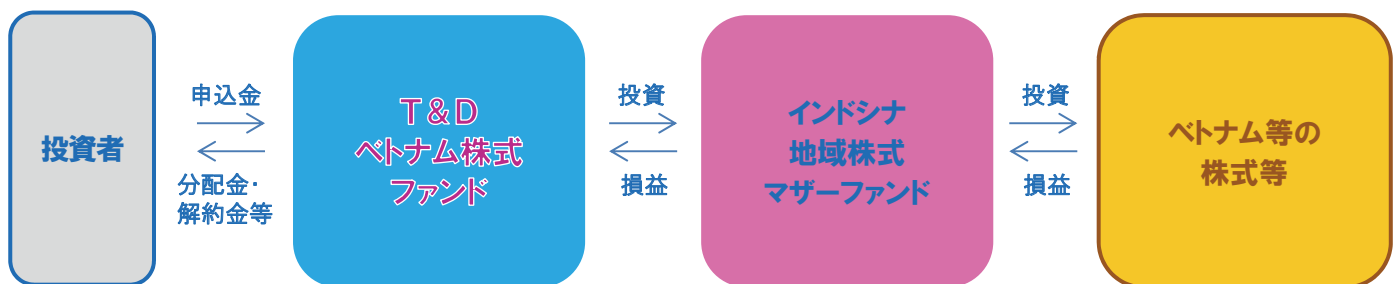 投資者
申込金
分配金・
解約金等
T&D
ベトナム株式
ファンド
投資
損益
インドシナ
地域株式
マザーファンド
投資
損益
ベトナム等の
株式等